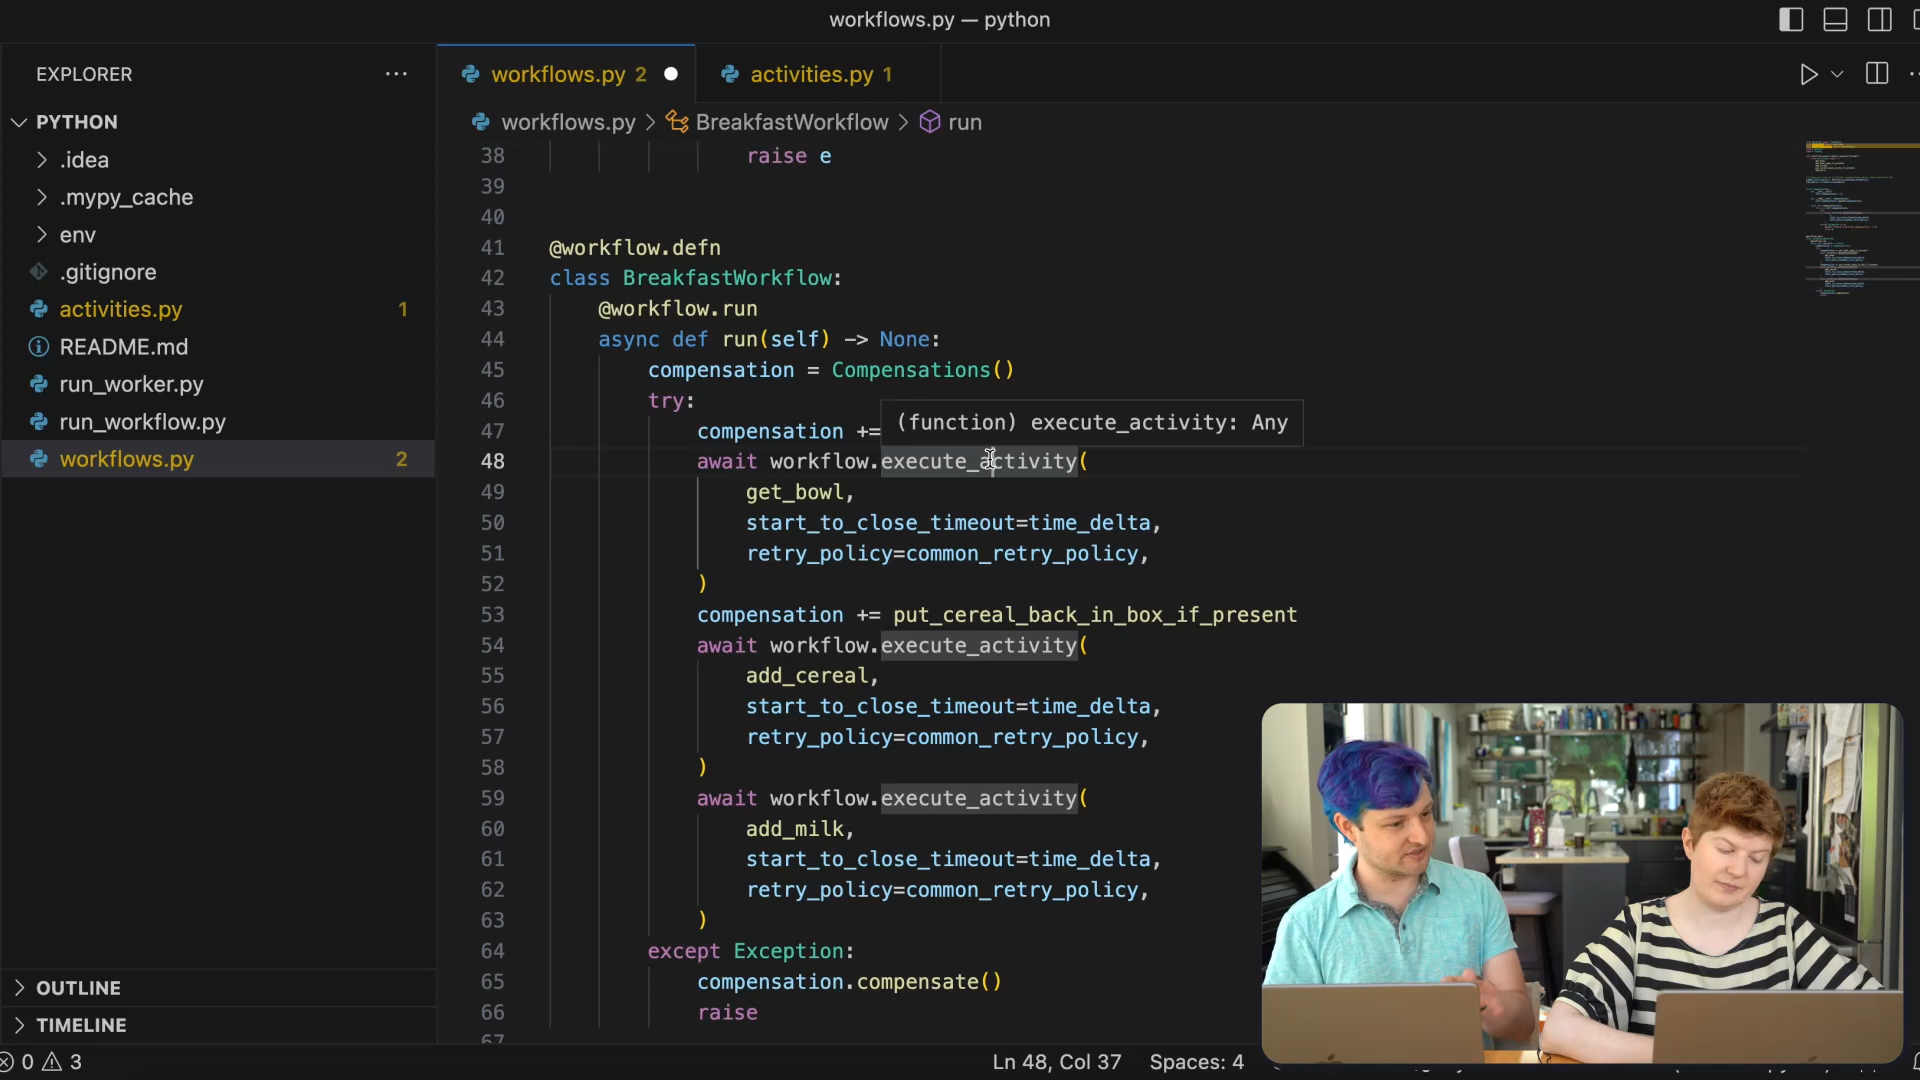 workflows.py — python
EXPLORER
workflows.py 2
activities.py 1
PYTHON
workflows.py > BreakfastWorkflow > run
.idea
.mypy_cache
env
.gitignore
activities.py 1
README.md
run_worker.py
run_workflow.py
workflows.py 2
OUTLINE
TIMELINE
38 raise e
39
40
41 @workflow.defn
42 class BreakfastWorkflow:
43 @workflow.run
44 async def run(self) -> None:
45 compensation = Compensations()
46 try:
(function) execute_activity: Any
47 compensation +=
48 await workflow.execute_activity(
49 get_bowl,
50 start_to_close_timeout=time_delta,
51 retry_policy=common_retry_policy,
52 )
53 compensation += put_cereal_back_in_box_if_present
54 await workflow.execute_activity(
55 add_cereal,
56 start_to_close_timeout=time_delta,
57 retry_policy=common_retry_policy,
58 )
59 await workflow.execute_activity(
60 add_milk,
61 start_to_close_timeout=time_delta,
62 retry_policy=common_retry_policy,
63 )
64 except Exception:
65 compensation.compensate()
66 raise
67
0 3
Ln 48, Col 37 Spaces: 4